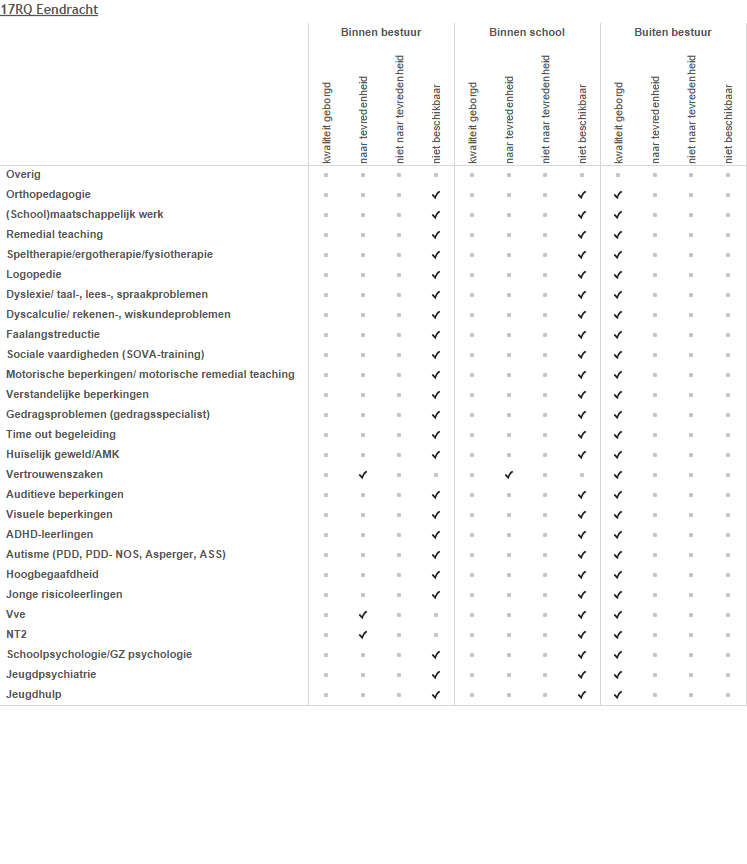 17RQ Eendracht
Binnen bestuur Binnen school Buiten bestuur
kwaliteit geborgd naar tevredenheid niet naar tevredenheid niet beschikbaar kwaliteit geborgd naar tevredenheid niet naar tevredenheid niet beschikbaar kwaliteit geborgd naar tevredenheid niet naar tevredenheid niet beschikbaar
Overig
Orthopedagogie
(School)maatschappelijk werk
Remedial teaching
Speltherapie/ergotherapie/fysiotherapie
Logopedie
Dyslexie/ taal-, lees-, spraakproblemen
Dyscalculie/ rekenen-, wiskundeproblemen
Faalangstreductie
Sociale vaardigheden (SOVA-training)
Motorische beperkingen/ motorische remedial teaching
Verstandelijke beperkingen
Gedragsproblemen (gedragsspecialist)
Time out begeleiding
Huiselijk geweld/AMK
Vertrouwenszaken
Auditieve beperkingen
Visuele beperkingen
ADHD-leerlingen
Autisme (PDD, PDD- NOS, Asperger, ASS)
Hoogbegaafdheid
Jonge risicoleerlingen
Vve
NT2
Schoolpsychologie/GZ psychologie
Jeugdpsychiatrie
Jeugdhulp